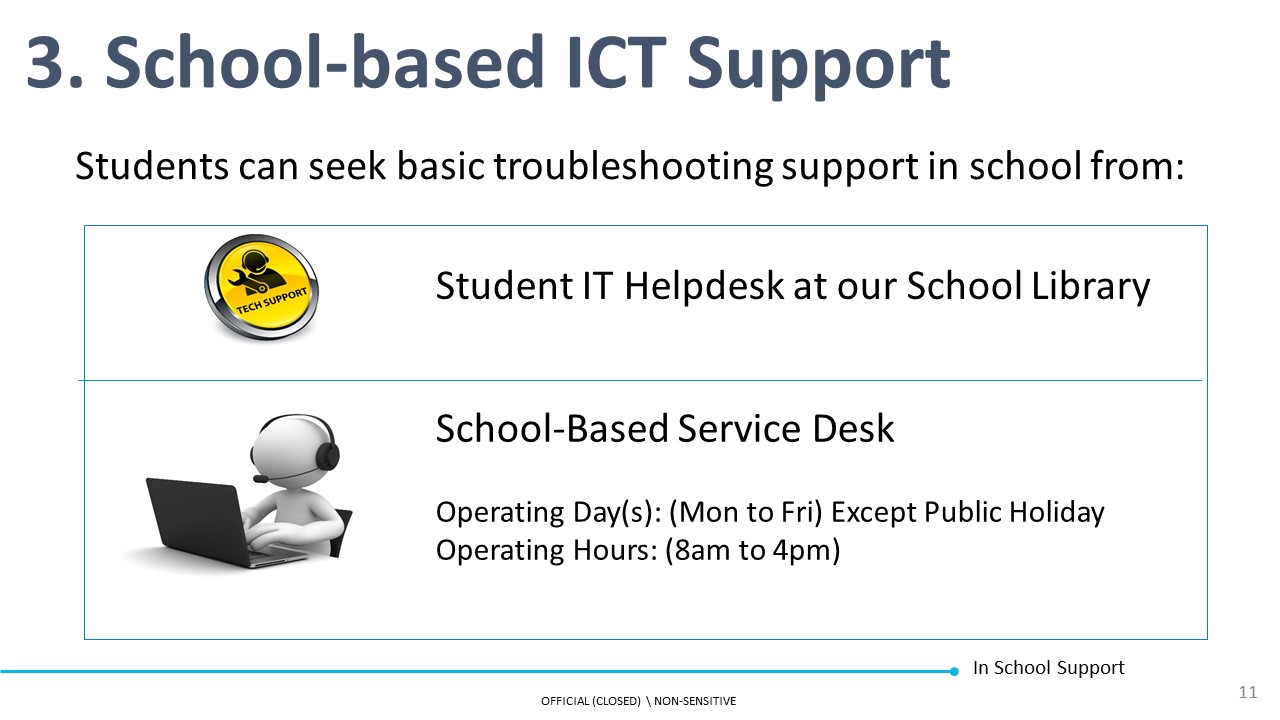 3. School-based ICT Support
Students can seek basic troubleshooting support in school from:
TECH SUPPORT
Student IT Helpdesk at our School Library
School-Based Service Desk
Operating Day(s): (Mon to Fri) Except Public Holiday
Operating Hours: (8am to 4pm)
In School Support
OFFICIAL (CLOSED) \ NON-SENSITIVE
11